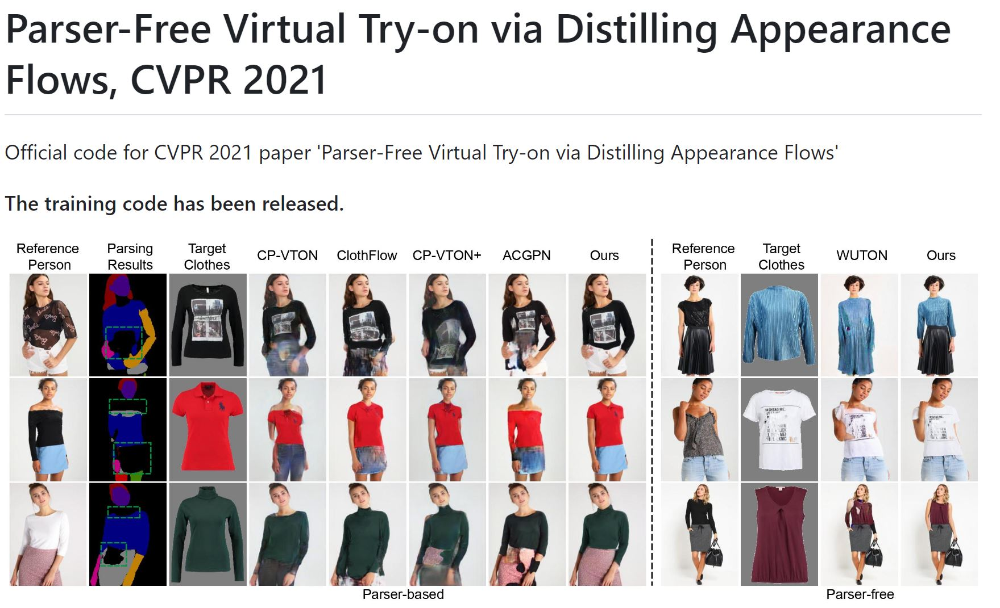 Parser-Free Virtual Try-on via Distilling Appearance
Flows, CVPR 2021
Official code for CVPR 2021 paper 'Parser-Free Virtual Try-on via Distilling Appearance Flows'
The training code has been released.
Reference Person
Parsing Results
Target Clothes
CP-VTON
ClothFlow
CP-VTON+
ACGPN
Ours
Reference Person
Target Clothes
WUTON
Ours
Parser-based
Parser-free